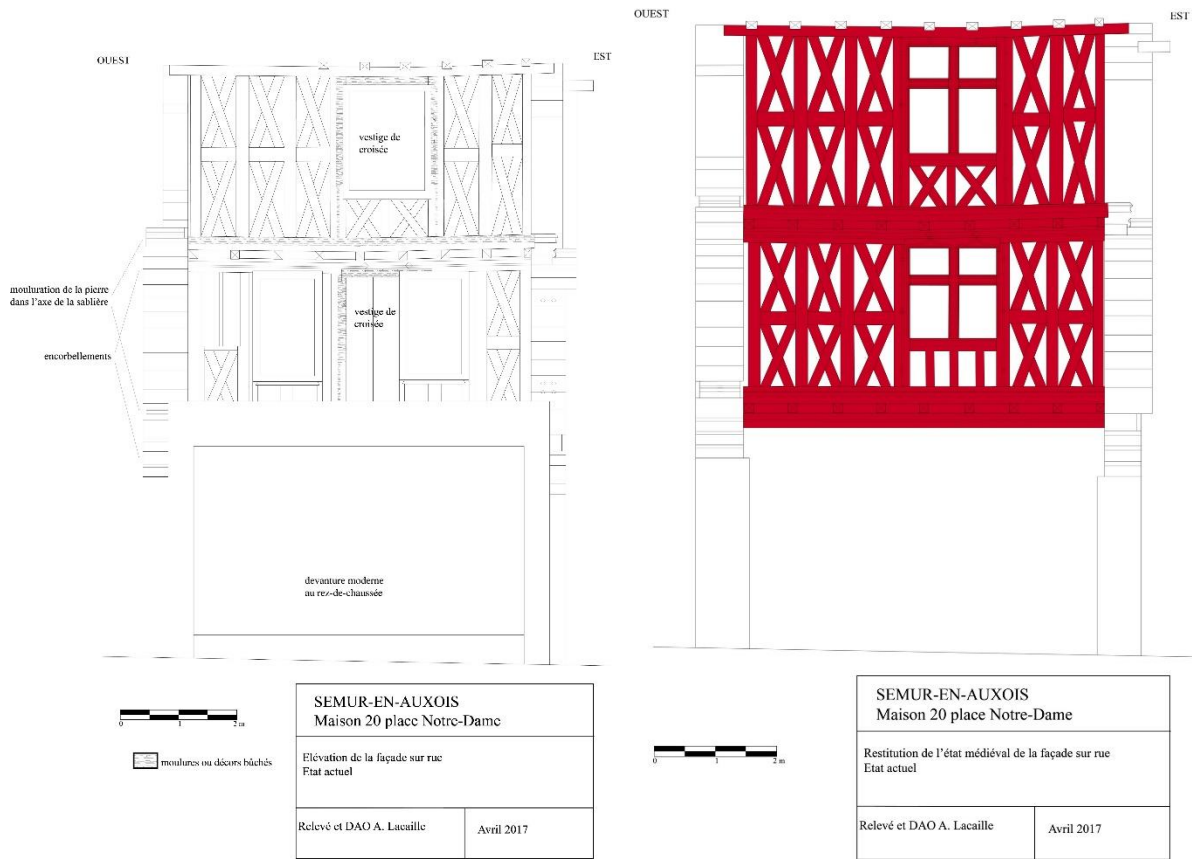 OUEST
EST
vestige de
croisée
mouluration de la pierre
dans l'axe de la sablière
vestige de
croisée
encorbellements
devanture moderne
au rez-de-chaussée
0 1 2 m
moulures ou décors bûchés
SEMUR-EN-AUXOIS
Maison 20 place Notre-Dame
Elévation de la façade sur rue
Etat actuel
Relevé et DAO A. Lacaille
Avril 2017
OUEST
EST
0 1 2 m
SEMUR-EN-AUXOIS
Maison 20 place Notre-Dame
Restitution de l'état médiéval de la façade sur rue
Etat actuel
Relevé et DAO A. Lacaille
Avril 2017